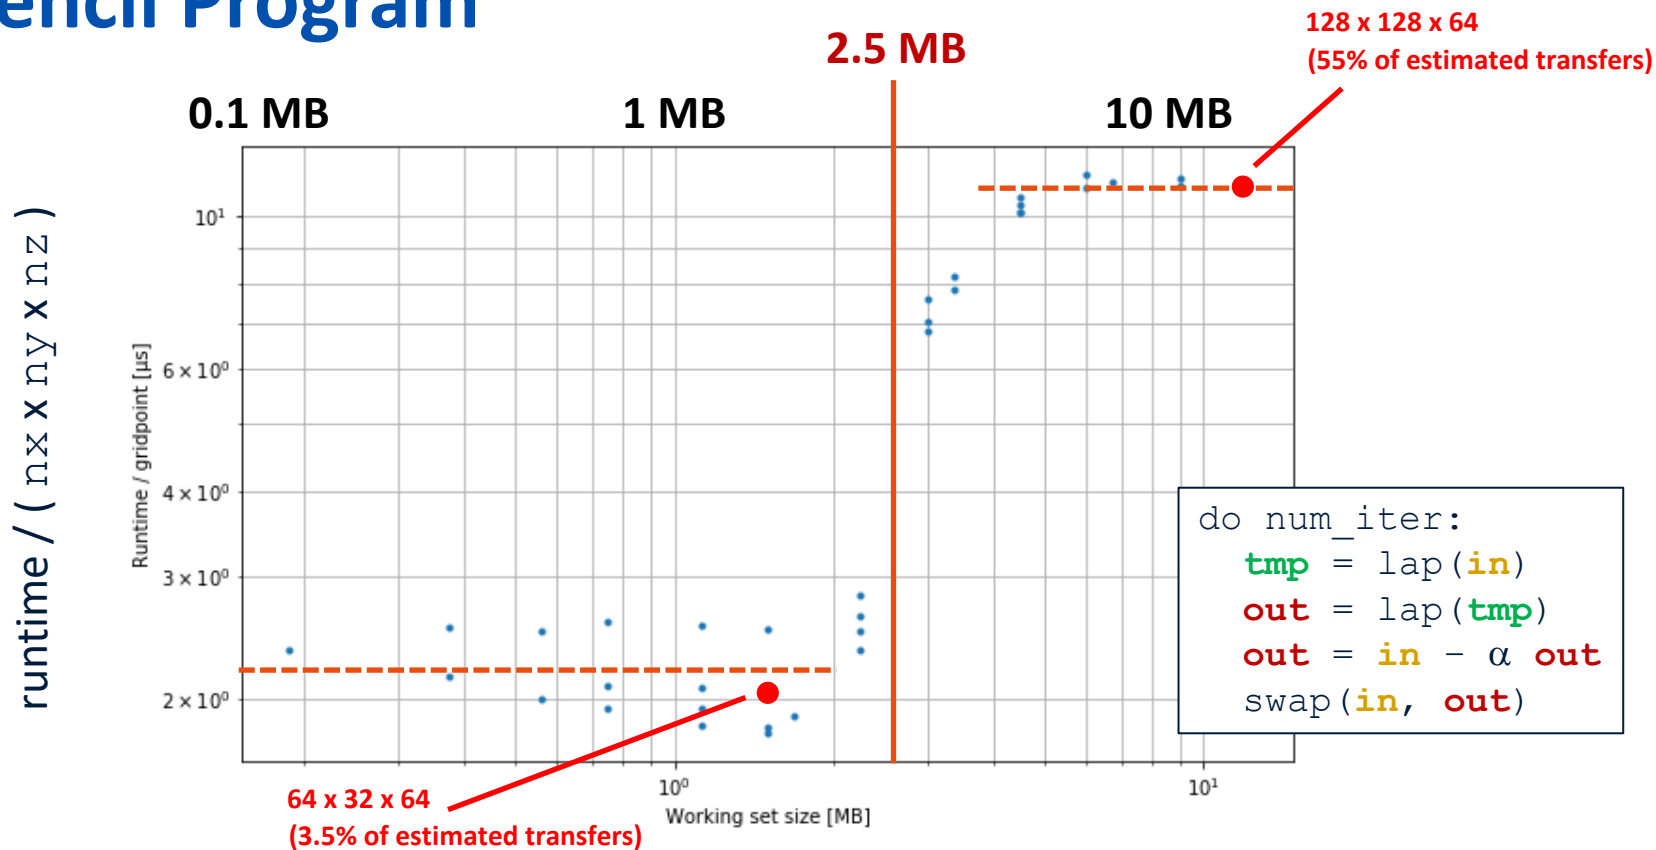 encil Program
128 x 128 x 64
(55% of estimated transfers)
2.5 MB
0.1 MB
1 MB
10 MB
runtime / ( nx x ny x nz )
Runtime / gridpoint [µs]
10¹
6 × 10⁰
4 × 10⁰
3 × 10⁰
2 × 10⁰
do num_iter:
tmp = lap(in)
out = lap(tmp)
out = in - α out
swap(in, out)
10⁰
10¹
Working set size [MB]
64 x 32 x 64
(3.5% of estimated transfers)